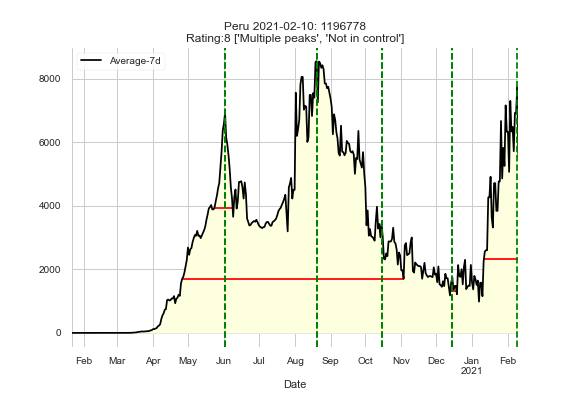 Peru 2021-02-10: 1196778
Rating:8 ['Multiple peaks', 'Not in control']
Average-7d
8000
6000
4000
2000
0
Feb Mar Apr May Jun Jul Aug Sep Oct Nov Dec Jan Feb
2021
Date